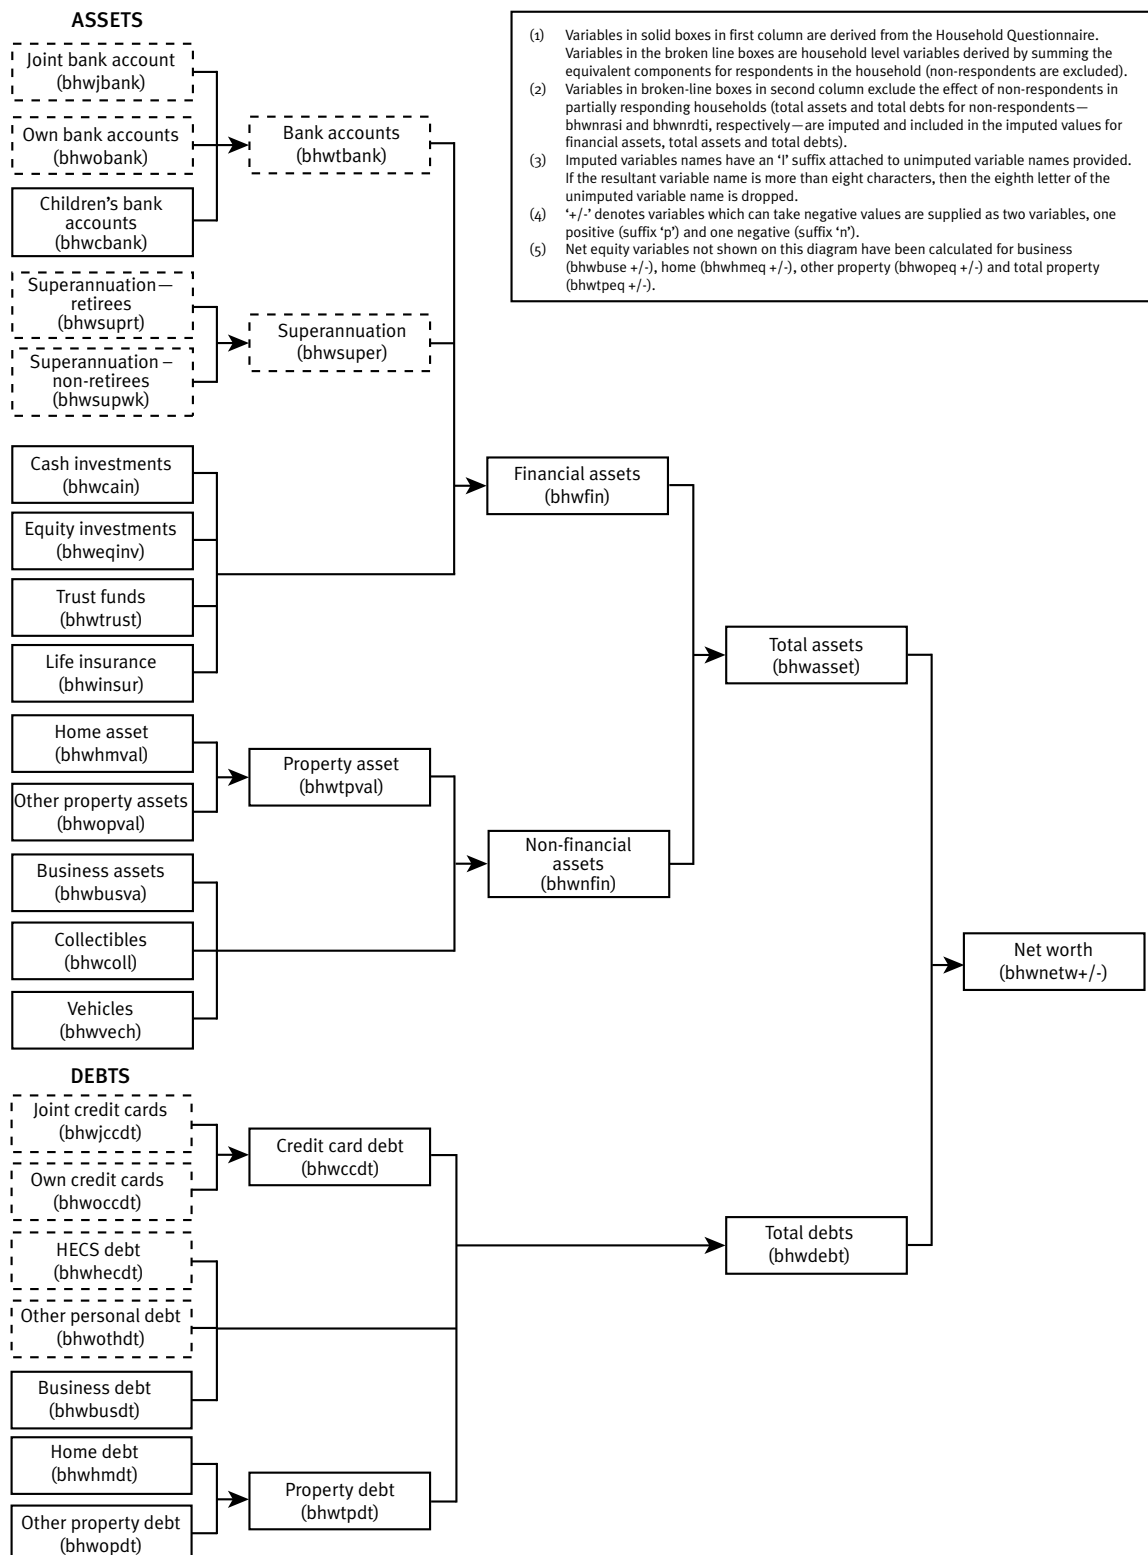 ASSETS
Joint bank account
(bhwjbank)
Own bank accounts
(bhwobank)
Children's bank
accounts
(bhwcbank)
Bank accounts
(bhwtbank)
Superannuation—
retirees
(bhwsuprt)
Superannuation –
non-retirees
(bhwsupwk)
Superannuation
(bhwsuper)
Cash investments
(bhwcain)
Equity investments
(bhweqinv)
Trust funds
(bhwtrust)
Life insurance
(bhwinsur)
Financial assets
(bhwfin)
Home asset
(bhwhmval)
Other property assets
(bhwopval)
Property asset
(bhwtpval)
Business assets
(bhwbusva)
Collectibles
(bhwcoll)
Vehicles
(bhwvech)
Non-financial
assets
(bhwnfin)
Total assets
(bhwasset)
Net worth
(bhwnetw+/-)
DEBTS
Joint credit cards
(bhwjccdt)
Own credit cards
(bhwoccdt)
Credit card debt
(bhwccdt)
HECS debt
(bhwhecdt)
Other personal debt
(bhwothdt)
Business debt
(bhwbusdt)
Home debt
(bhwhmdt)
Other property debt
(bhwopdt)
Property debt
(bhwtpdt)
Total debts
(bhwdebt)
(1) Variables in solid boxes in first column are derived from the Household Questionnaire.
Variables in the broken line boxes are household level variables derived by summing the
equivalent components for respondents in the household (non-respondents are excluded).
(2) Variables in broken-line boxes in second column exclude the effect of non-respondents in
partially responding households (total assets and total debts for non-respondents—
bhwnrasi and bhwnrdti, respectively—are imputed and included in the imputed values for
financial assets, total assets and total debts).
(3) Imputed variables names have an 'I' suffix attached to unimputed variable names provided.
If the resultant variable name is more than eight characters, then the eighth letter of the
unimputed variable name is dropped.
(4) '+/-' denotes variables which can take negative values are supplied as two variables, one
positive (suffix 'p') and one negative (suffix 'n').
(5) Net equity variables not shown on this diagram have been calculated for business
(bhwbuse +/-), home (bhwhmeq +/-), other property (bhwopeq +/-) and total property
(bhwtpeq +/-).